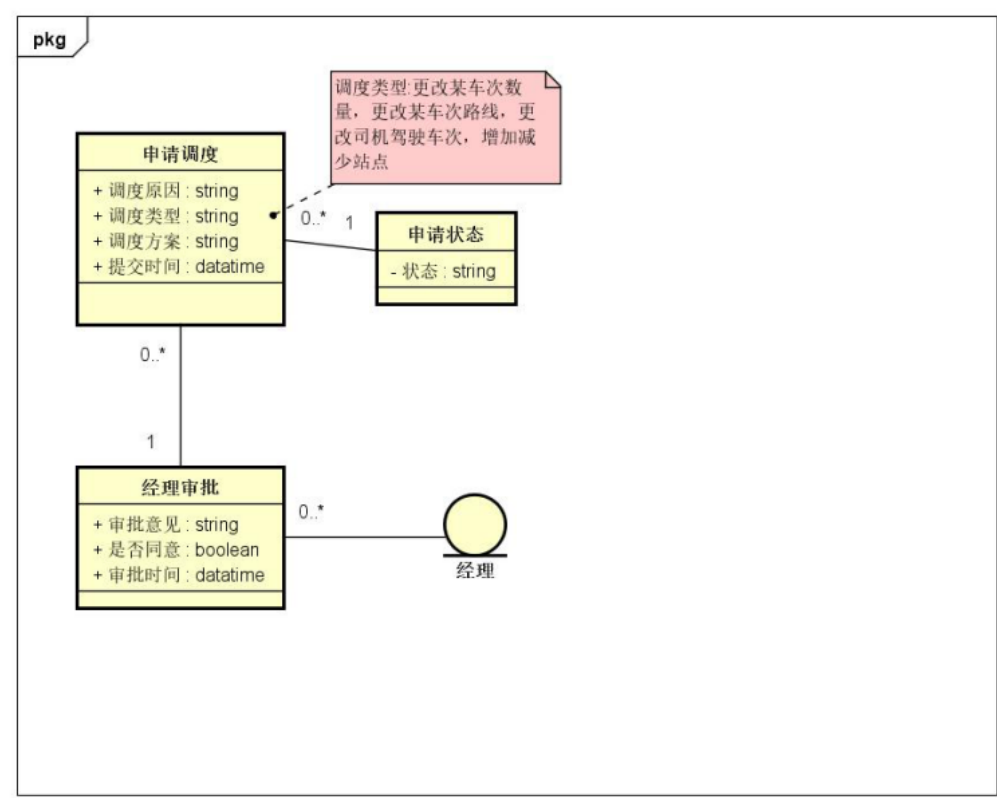 pkg
调度类型:更改某车次数
量，更改某车次路线，更
改司机驾驶车次，增加减
少站点
申请调度
+ 调度原因 : string
+ 调度类型 : string
+ 调度方案 : string
+ 提交时间 : datatime
0..*
1
申请状态
- 状态 : string
0..*
1
经理审批
+ 审批意见 : string
+ 是否同意 : boolean
+ 审批时间 : datatime
0..*
经理